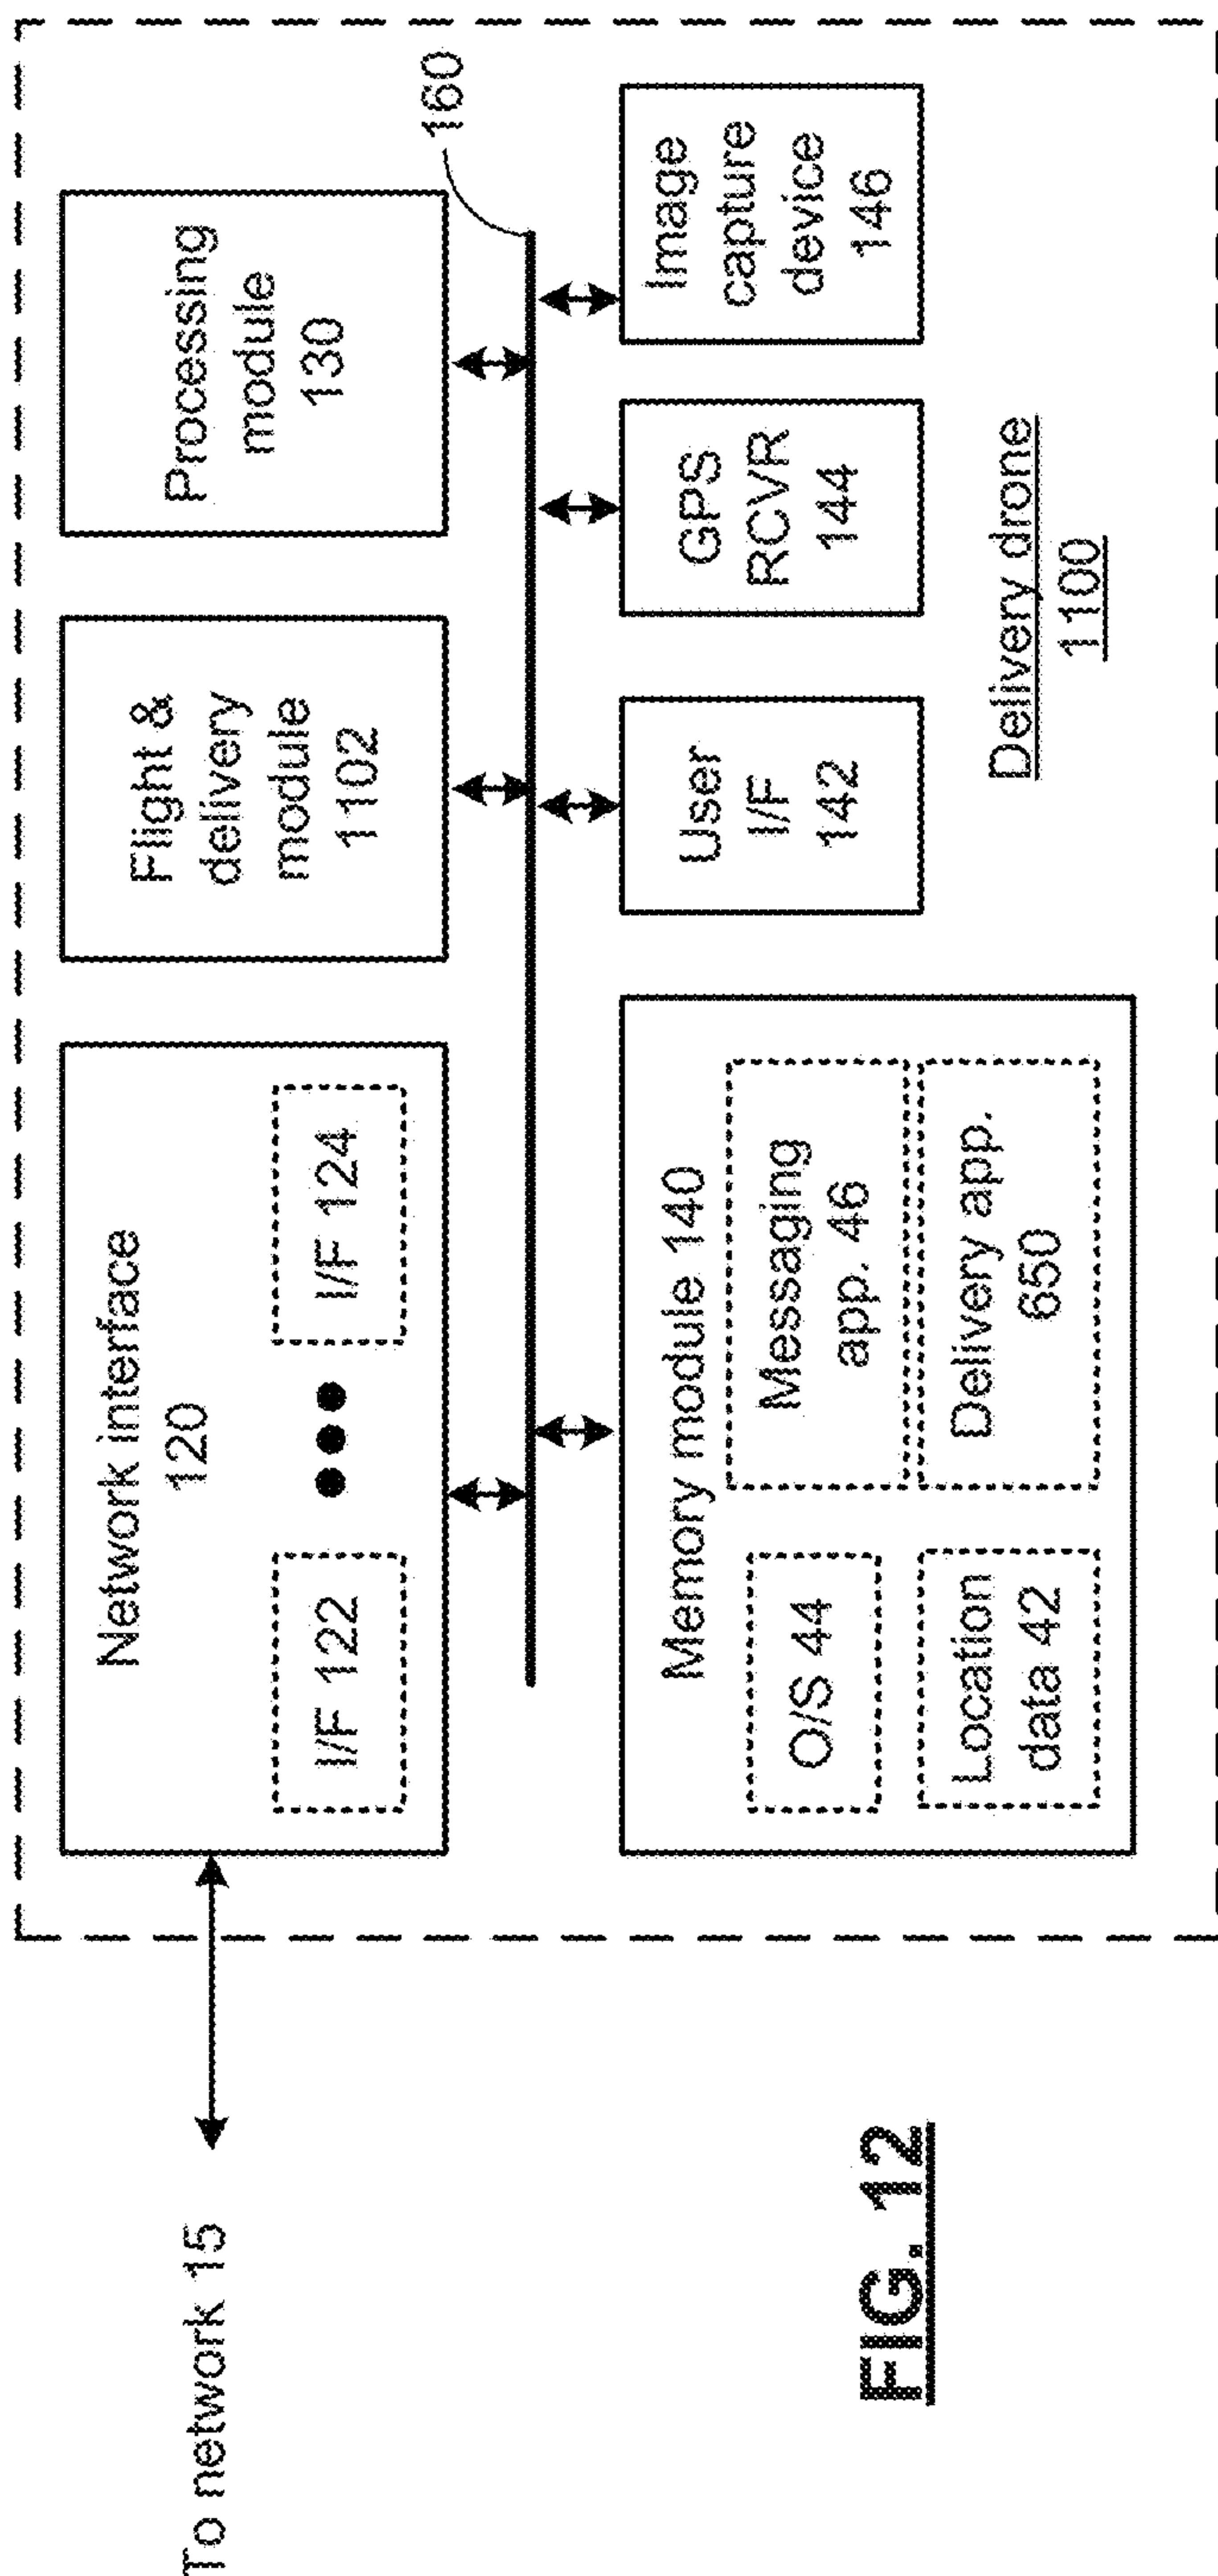 To network 15
Network interface
120
I/F 122
I/F 124
Flight &
delivery
module
1102
Processing
module
130
160
Memory module 140
O/S 44
Messaging
app. 46
Location
data 42
Delivery app.
650
User
I/F
142
GPS
RCVR
144
Image
capture
device
146
Delivery drone
1100
FIG. 12